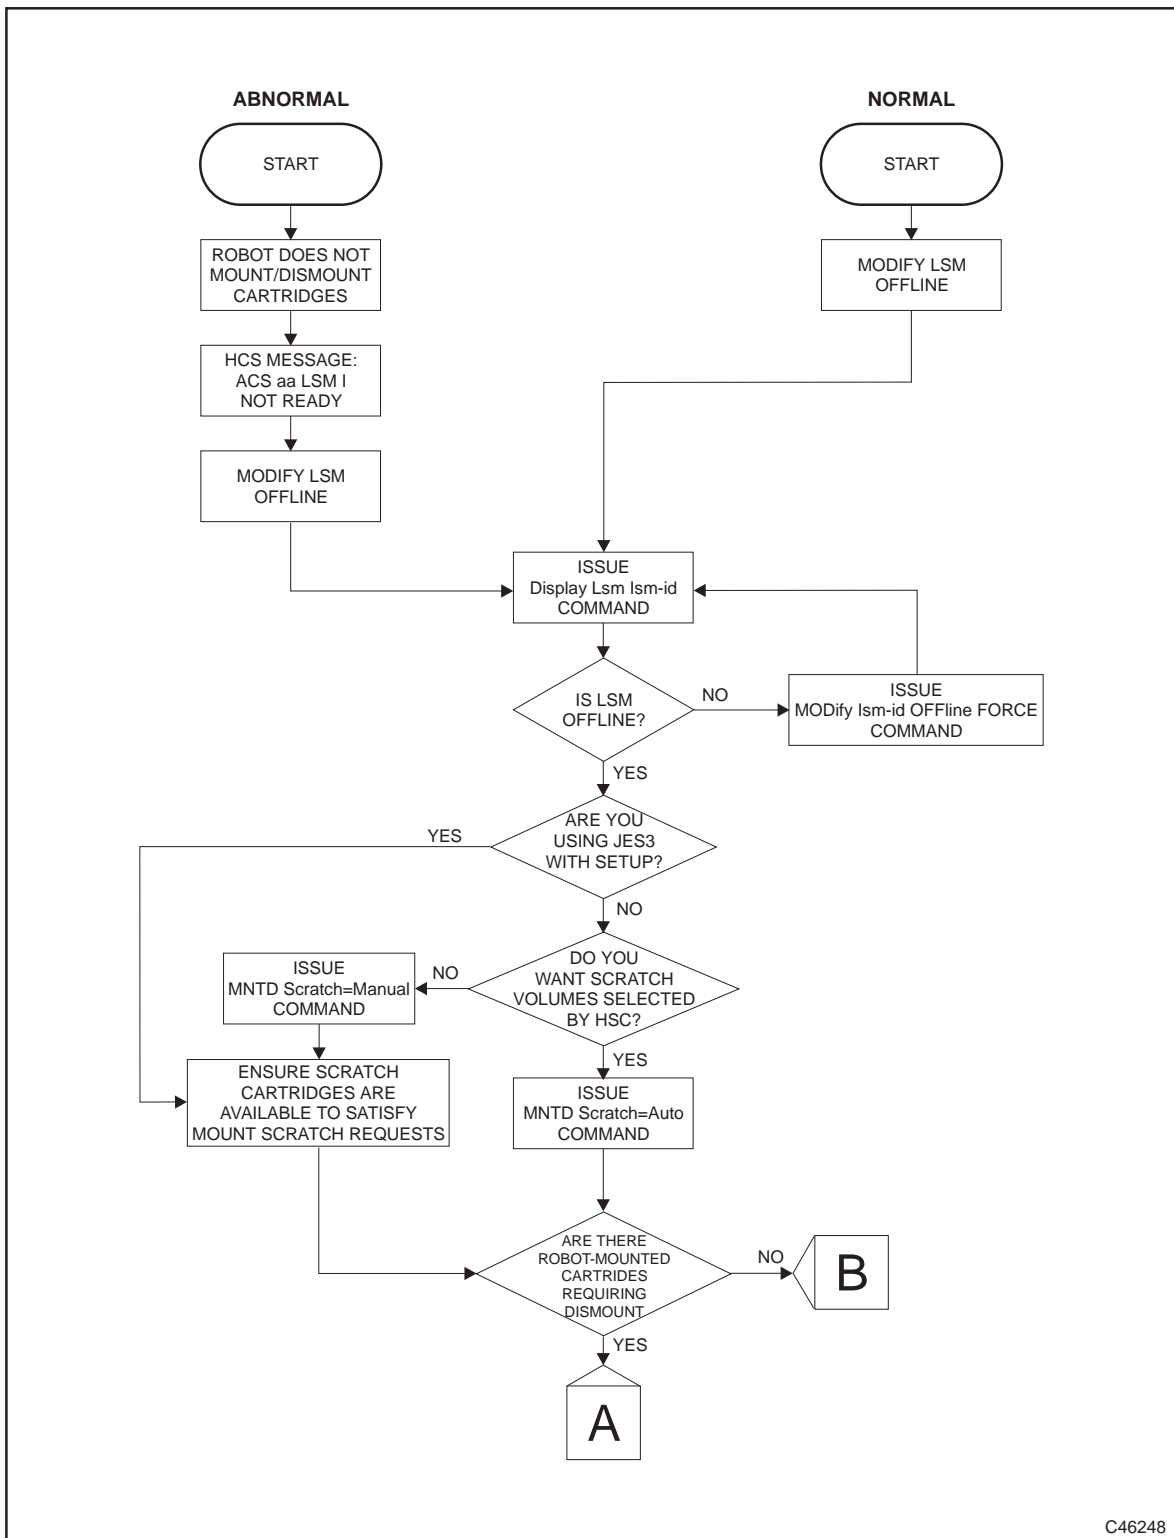 ABNORMAL
START
ROBOT DOES NOT
MOUNT/DISMOUNT
CARTRIDGES
HCS MESSAGE:
ACS aa LSM l
NOT READY
MODIFY LSM
OFFLINE
NORMAL
START
MODIFY LSM
OFFLINE
ISSUE
Display Lsm lsm-id
COMMAND
IS LSM
OFFLINE?
NO
ISSUE
MODify lsm-id OFFline FORCE
COMMAND
YES
ARE YOU
USING JES3
WITH SETUP?
YES
NO
DO YOU
WANT SCRATCH
VOLUMES SELECTED
BY HSC?
NO
ISSUE
MNTD Scratch=Manual
COMMAND
ENSURE SCRATCH
CARTRIDGES ARE
AVAILABLE TO SATISFY
MOUNT SCRATCH REQUESTS
YES
ISSUE
MNTD Scratch=Auto
COMMAND
ARE THERE
ROBOT-MOUNTED
CARTRIDES
REQUIRING
DISMOUNT
NO
B
YES
A
C46248